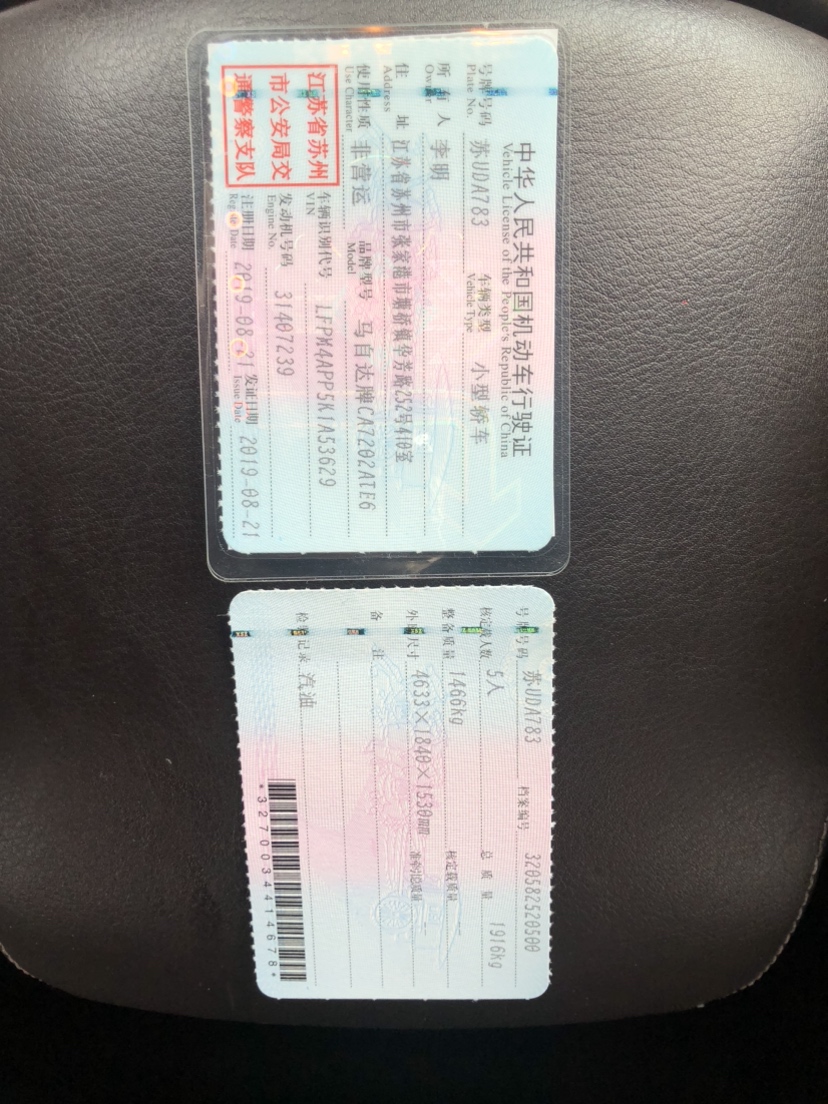 中华人民共和国机动车行驶证
Vehicle License of the People's Republic of China
号牌号码 苏UDA783 车辆类型 小型轿车
Plate No. Vehicle Type
所有人 李明
Owner
住址 江苏省苏州市张家港市塘桥镇华芳路252号410室
Address
使用性质 非营运 品牌型号 马自达牌CA7202ATE6
Use Character Model
江苏省苏州
市公安局交
通警察支队
车辆识别代号 LFPM4APP5K1A53629
VIN
发动机号码 31407239
Engine No.
注册日期 2019-08-21 发证日期 2019-08-21
Register Date Issue Date
号牌号码 苏UDA783 档案编号 320582520500
核定载人数 5人 总质量 1916kg
整备质量 1466kg 核定载质量 --
外廓尺寸 4633×1840×1530mm 准牵引总质量 --
备注
检验记录 汽油
*3270034414678*